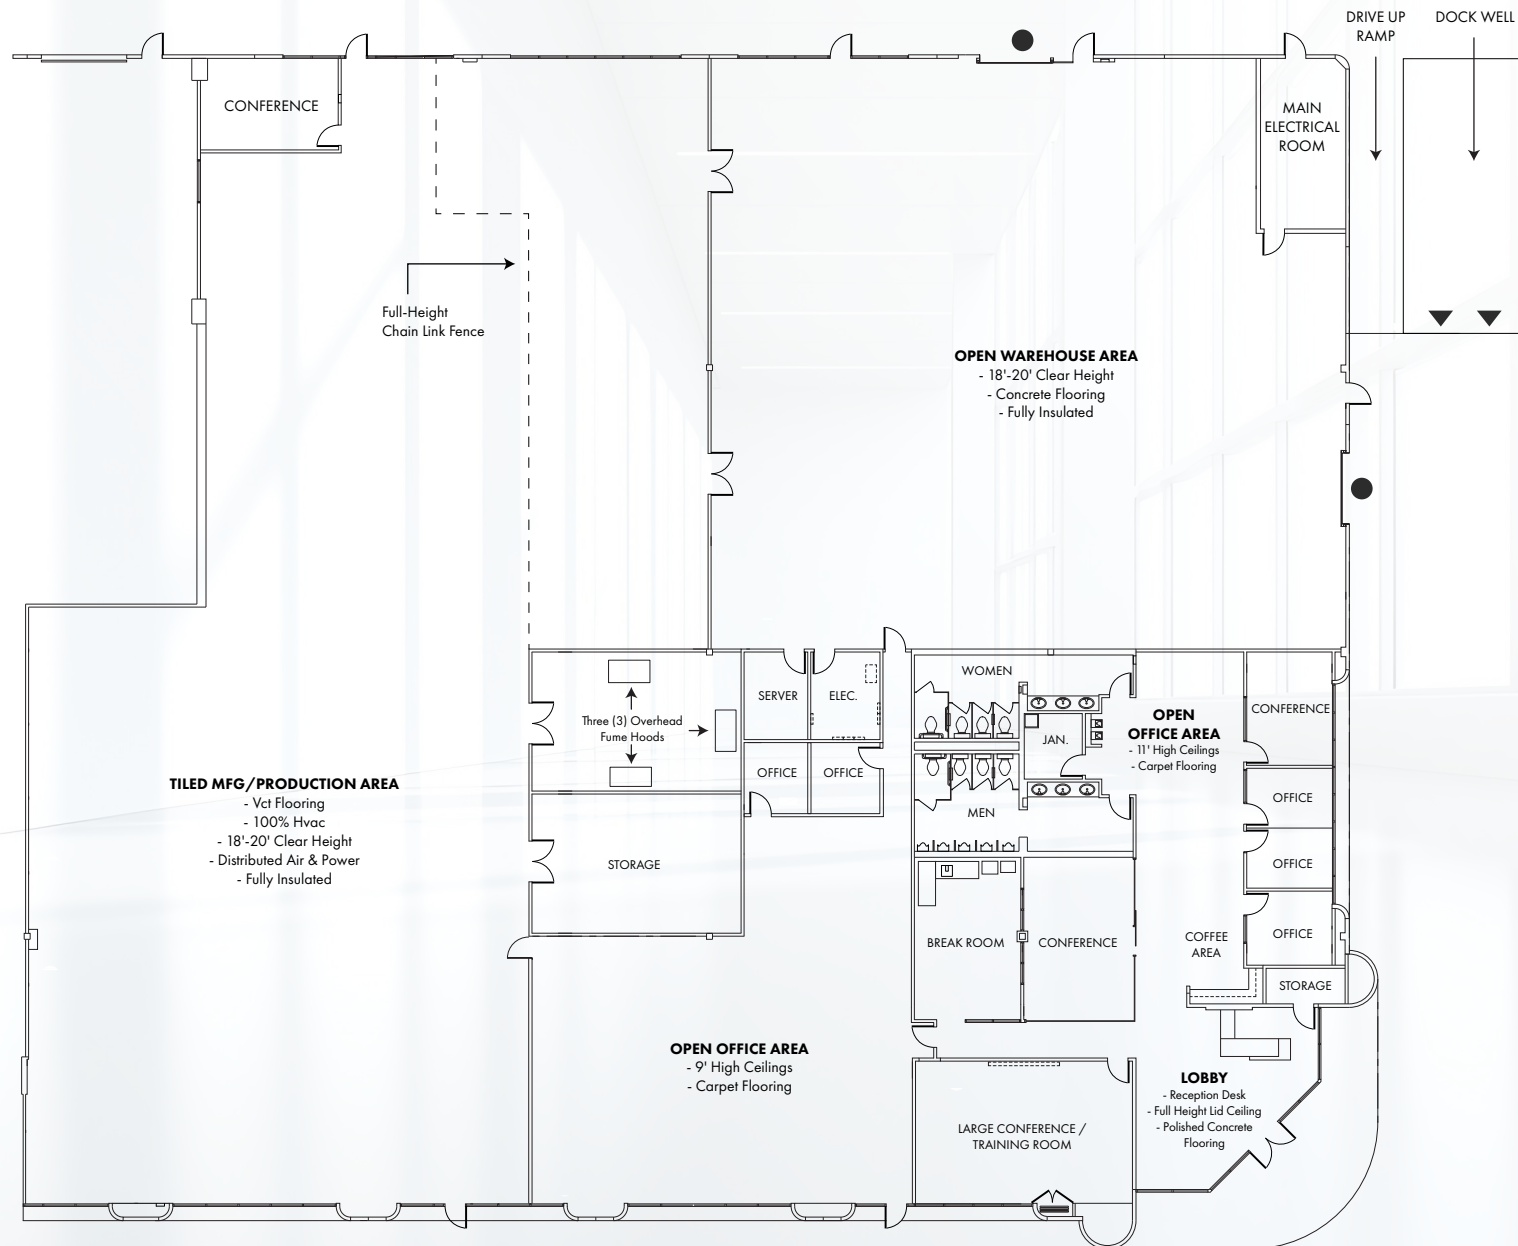 DRIVE UP
RAMP
DOCK WELL
CONFERENCE
MAIN
ELECTRICAL
ROOM
Full-Height
Chain Link Fence
OPEN WAREHOUSE AREA
- 18'-20' Clear Height
- Concrete Flooring
- Fully Insulated
WOMEN
SERVER
ELEC.
Three (3) Overhead
Fume Hoods
OPEN
OFFICE AREA
- 11' High Ceilings
- Carpet Flooring
CONFERENCE
JAN.
OFFICE
OFFICE
TILED MFG/PRODUCTION AREA
- Vct Flooring
- 100% Hvac
- 18'-20' Clear Height
- Distributed Air & Power
- Fully Insulated
OFFICE
MEN
STORAGE
OFFICE
BREAK ROOM
CONFERENCE
COFFEE
AREA
OFFICE
STORAGE
OPEN OFFICE AREA
- 9' High Ceilings
- Carpet Flooring
LOBBY
- Reception Desk
- Full Height Lid Ceiling
- Polished Concrete
Flooring
LARGE CONFERENCE /
TRAINING ROOM